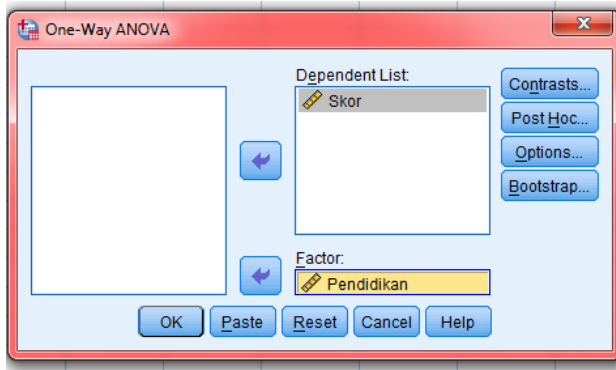 One-Way ANOVA
Dependent List:
Skor
Factor:
Pendidikan
Contrasts...
Post Hoc...
Options...
Bootstrap...
OK Paste Reset Cancel Help